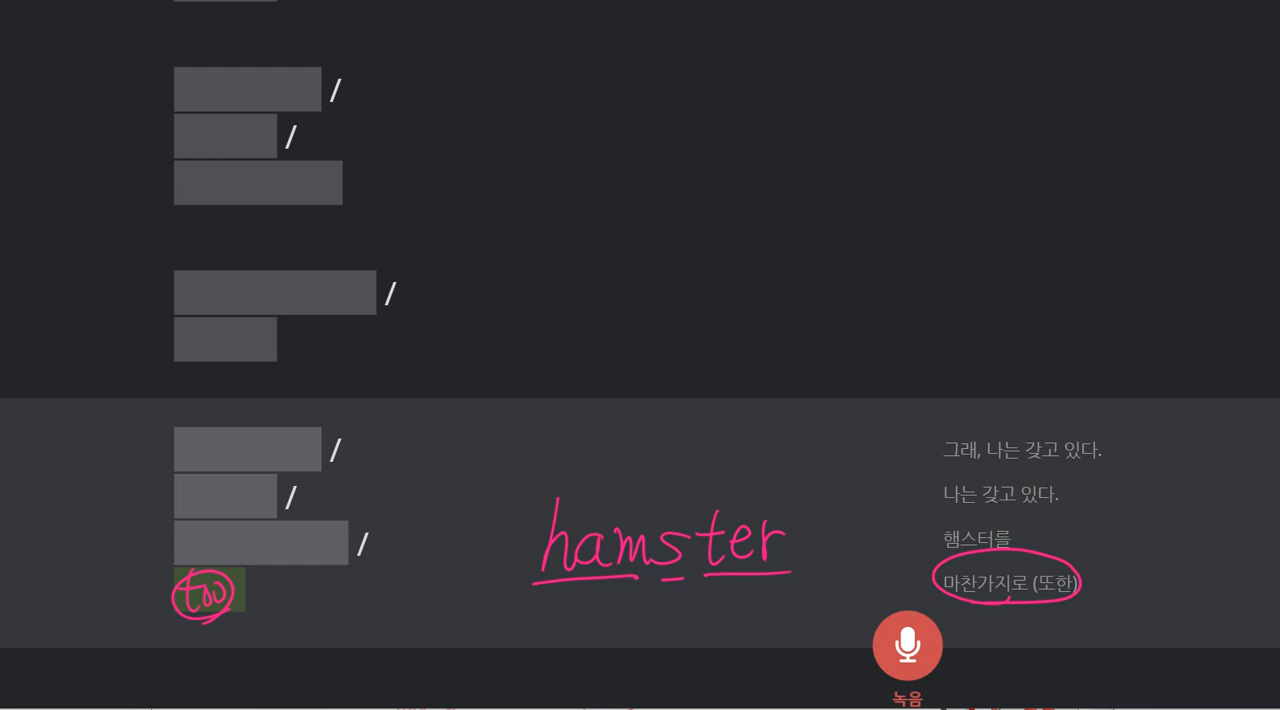 /
/
/
/
/
그래, 나는 갖고 있다.
/
나는 갖고 있다.
hamster
/
햄스터를
too
마찬가지로 (또한)
녹음